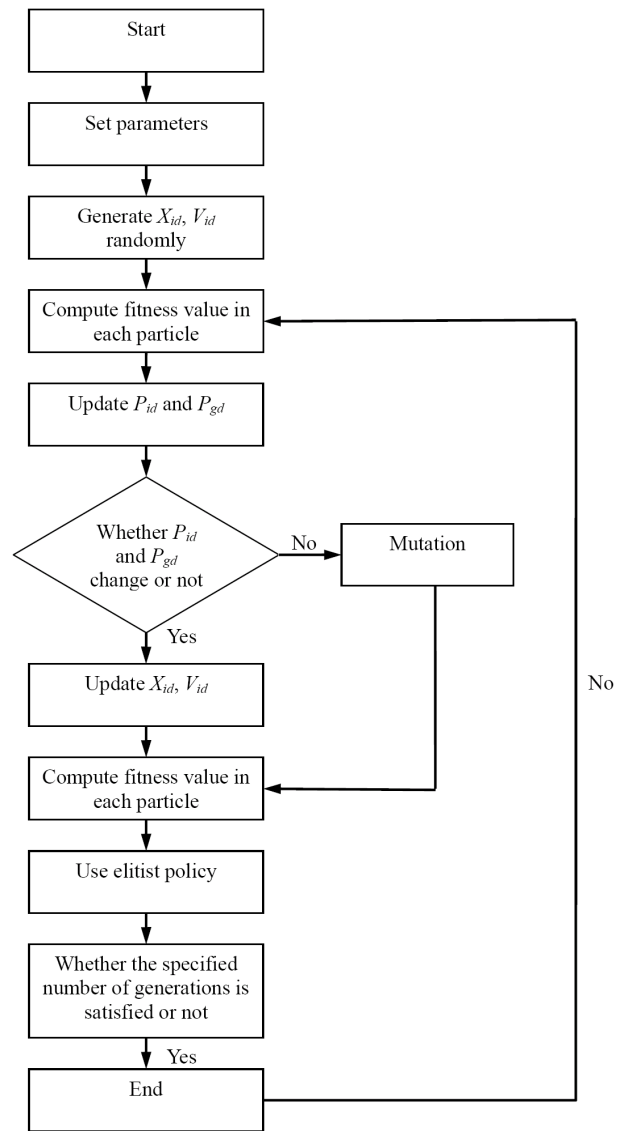 Start
Set parameters
Generate Xid, Vid
randomly
Compute fitness value in
each particle
Update Pid and Pgd
Whether Pid
and Pgd
change or not
No
Mutation
Yes
Update Xid, Vid
No
Compute fitness value in
each particle
Use elitist policy
Whether the specified
number of generations is
satisfied or not
Yes
End